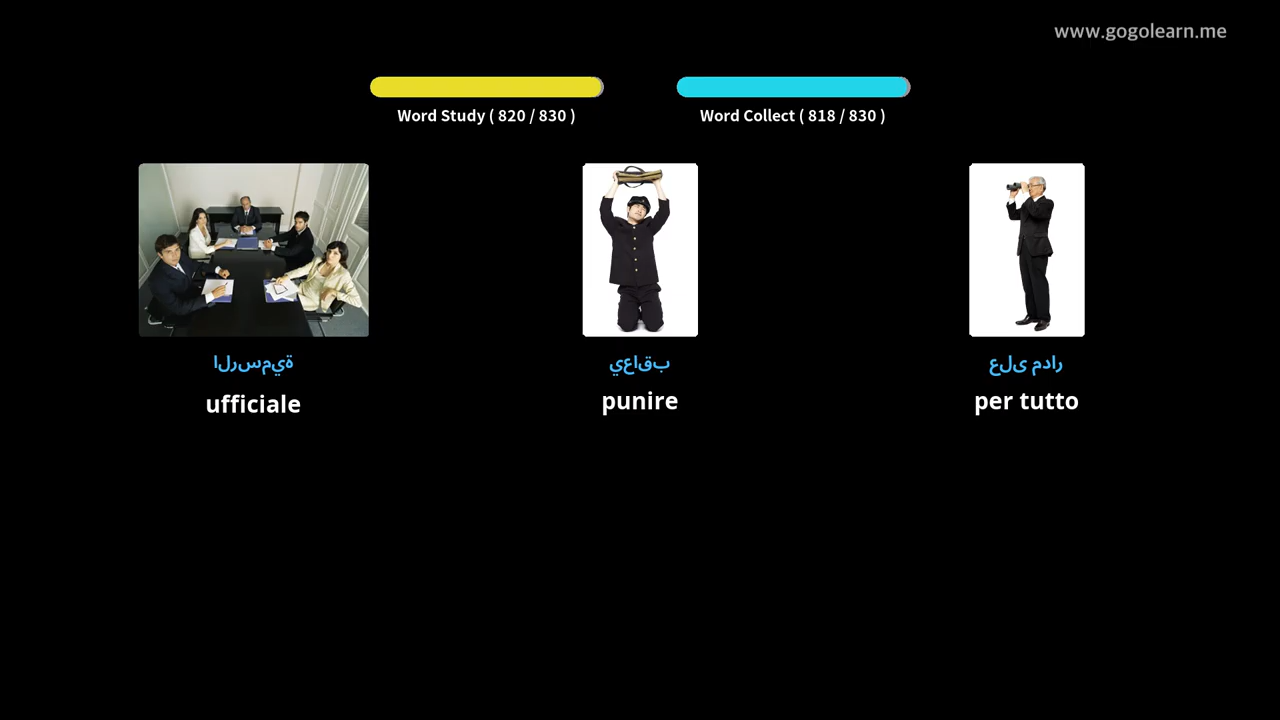 www.gogolearn.me
Word Study ( 820 / 830 )
Word Collect ( 818 / 830 )
الرسمية
يعاقب
على مدار
ufficiale
punire
per tutto